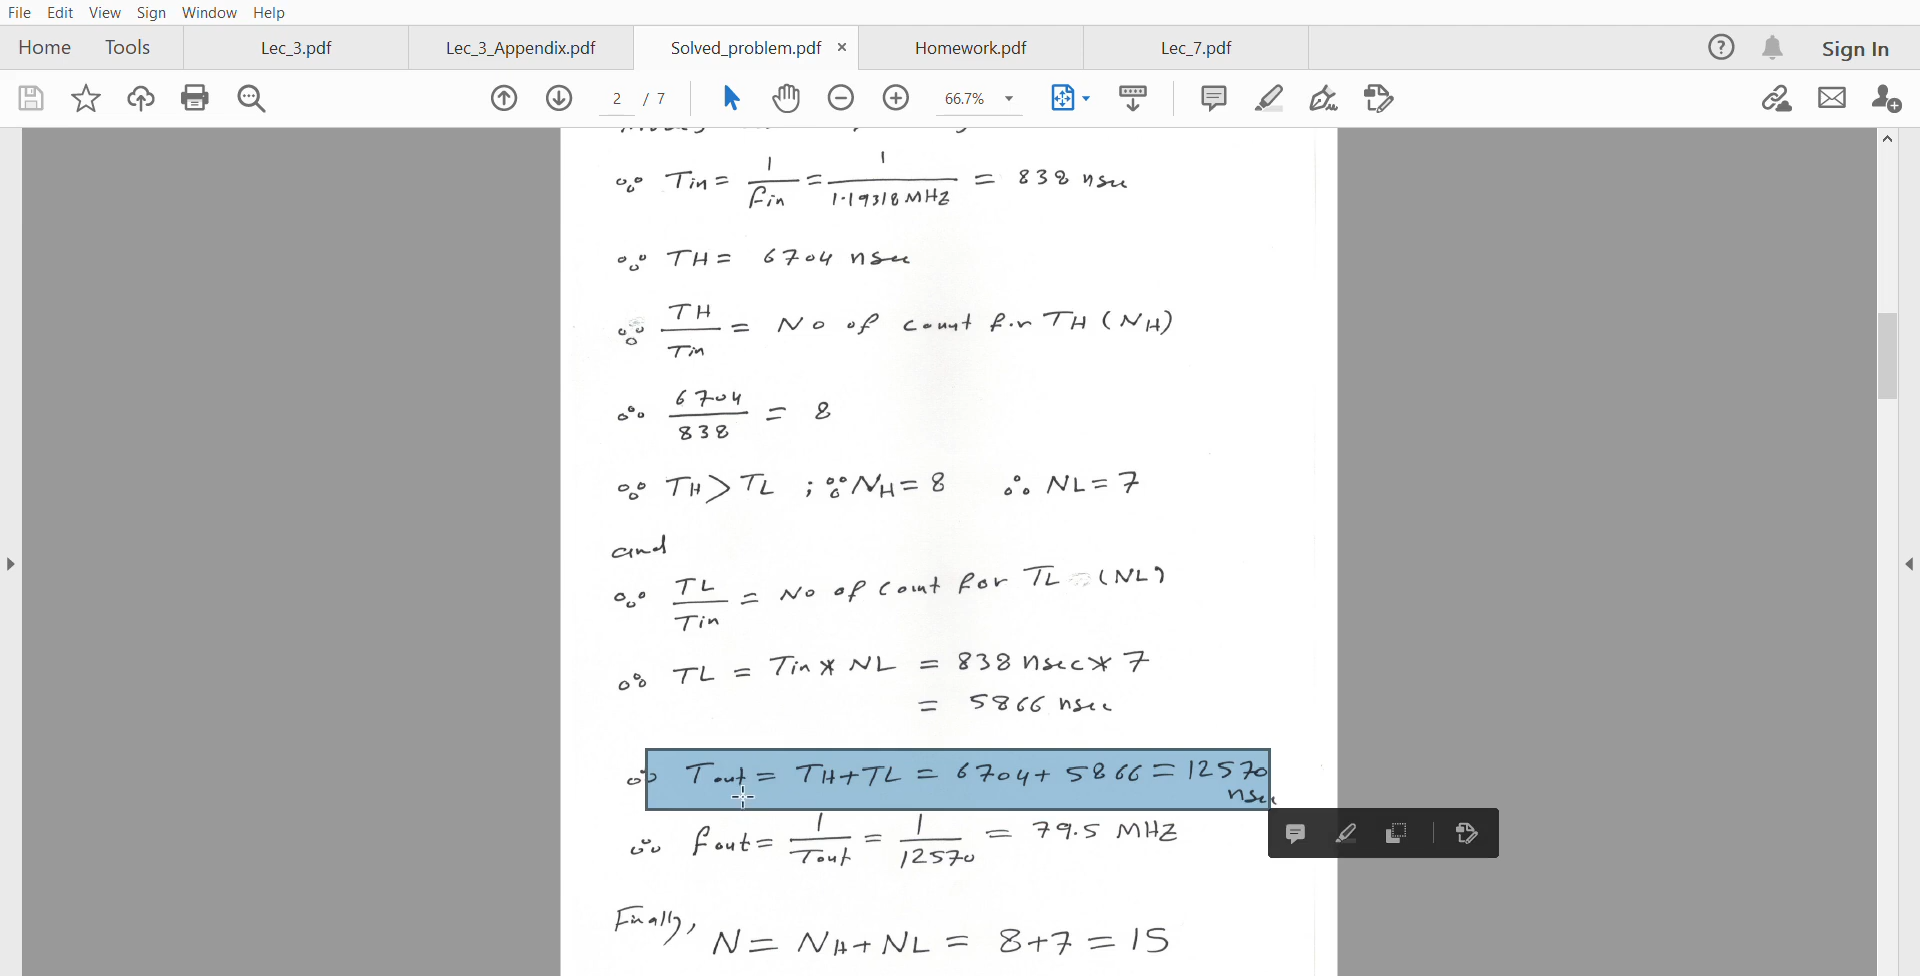 File Edit View Sign Window Help
Home Tools Lec_3.pdf Lec_3_Appendix.pdf Solved_problem.pdf × Homework.pdf Lec_7.pdf Sign In
2 / 7 66.7%
∵ Tin = 1/fin = 1/1.19318 MHZ = 838 nsec
∵ TH = 6704 nsec
∵ TH/Tin = No of count for TH (NH)
∴ 6704/838 = 8
∵ TH > TL ; ∵ NH = 8 ∴ NL = 7
and
∵ TL/Tin = No of count for TL (NL)
∴ TL = Tin * NL = 838 nsec * 7
= 5866 nsec
∵ Tout = TH + TL = 6704 + 5866 = 12570
nsec
∵ fout = 1/Tout = 1/12570 = 79.5 MHZ
Finally,
N = NH + NL = 8 + 7 = 15